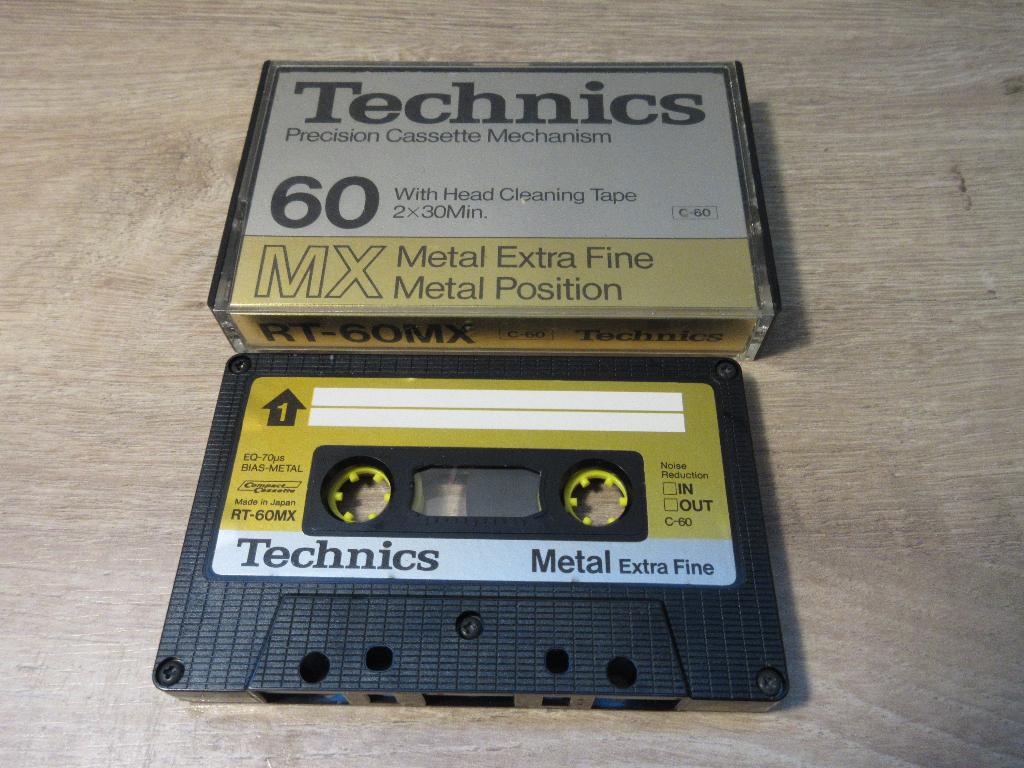 Technics
Precision Cassette Mechanism
60
With Head Cleaning Tape
2×30Min.
C-60
MX
Metal Extra Fine
Metal Position
RT-60MX C-60 Technics
1
EQ-70µs
BIAS-METAL
Compact
Cassette
Made in Japan
RT-60MX
Noise
Reduction
IN
OUT
C-60
Technics
Metal Extra Fine